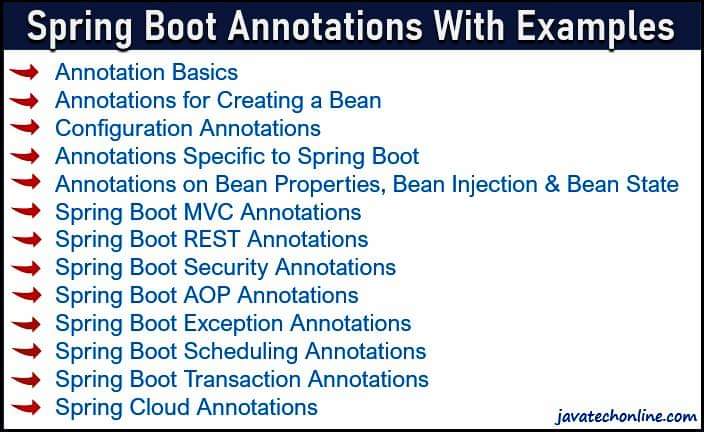 Spring Boot Annotations With Examples
Annotation Basics
Annotations for Creating a Bean
Configuration Annotations
Annotations Specific to Spring Boot
Annotations on Bean Properties, Bean Injection & Bean State
Spring Boot MVC Annotations
Spring Boot REST Annotations
Spring Boot Security Annotations
Spring Boot AOP Annotations
Spring Boot Exception Annotations
Spring Boot Scheduling Annotations
Spring Boot Transaction Annotations
Spring Cloud Annotations
javatechonline.com